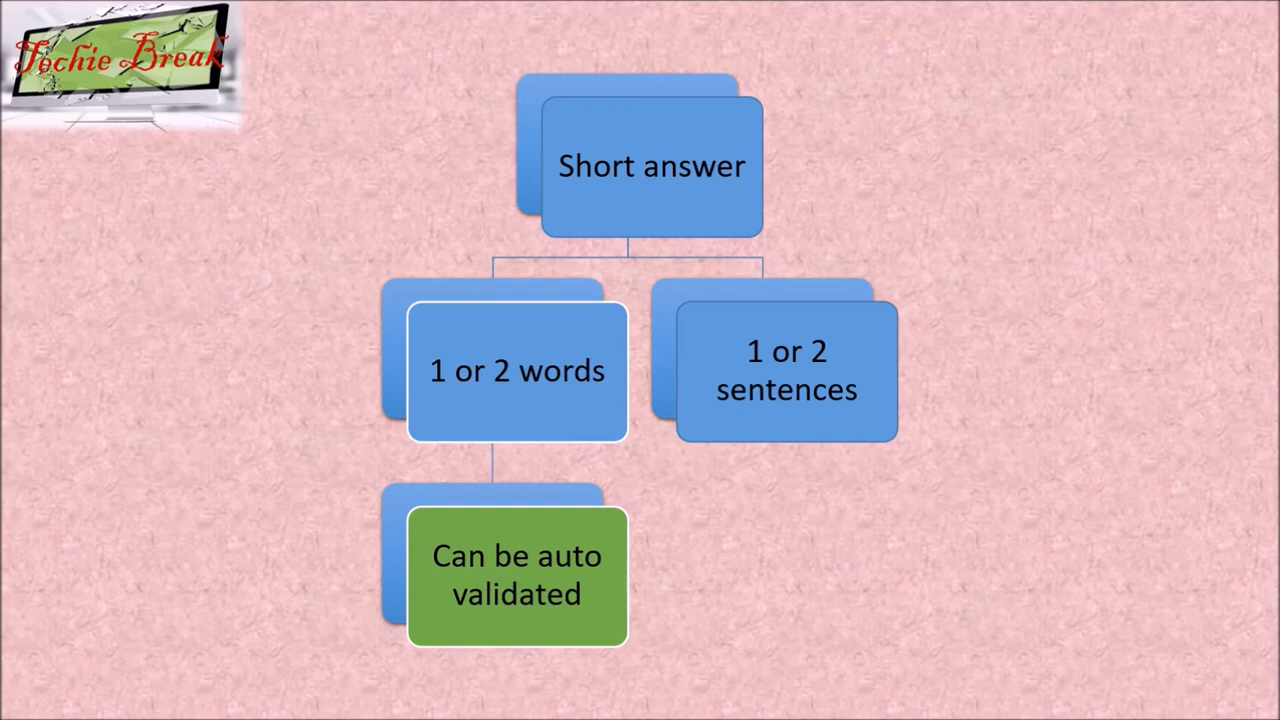 Techie Break
Short answer
1 or 2 words
1 or 2
sentences
Can be auto
validated